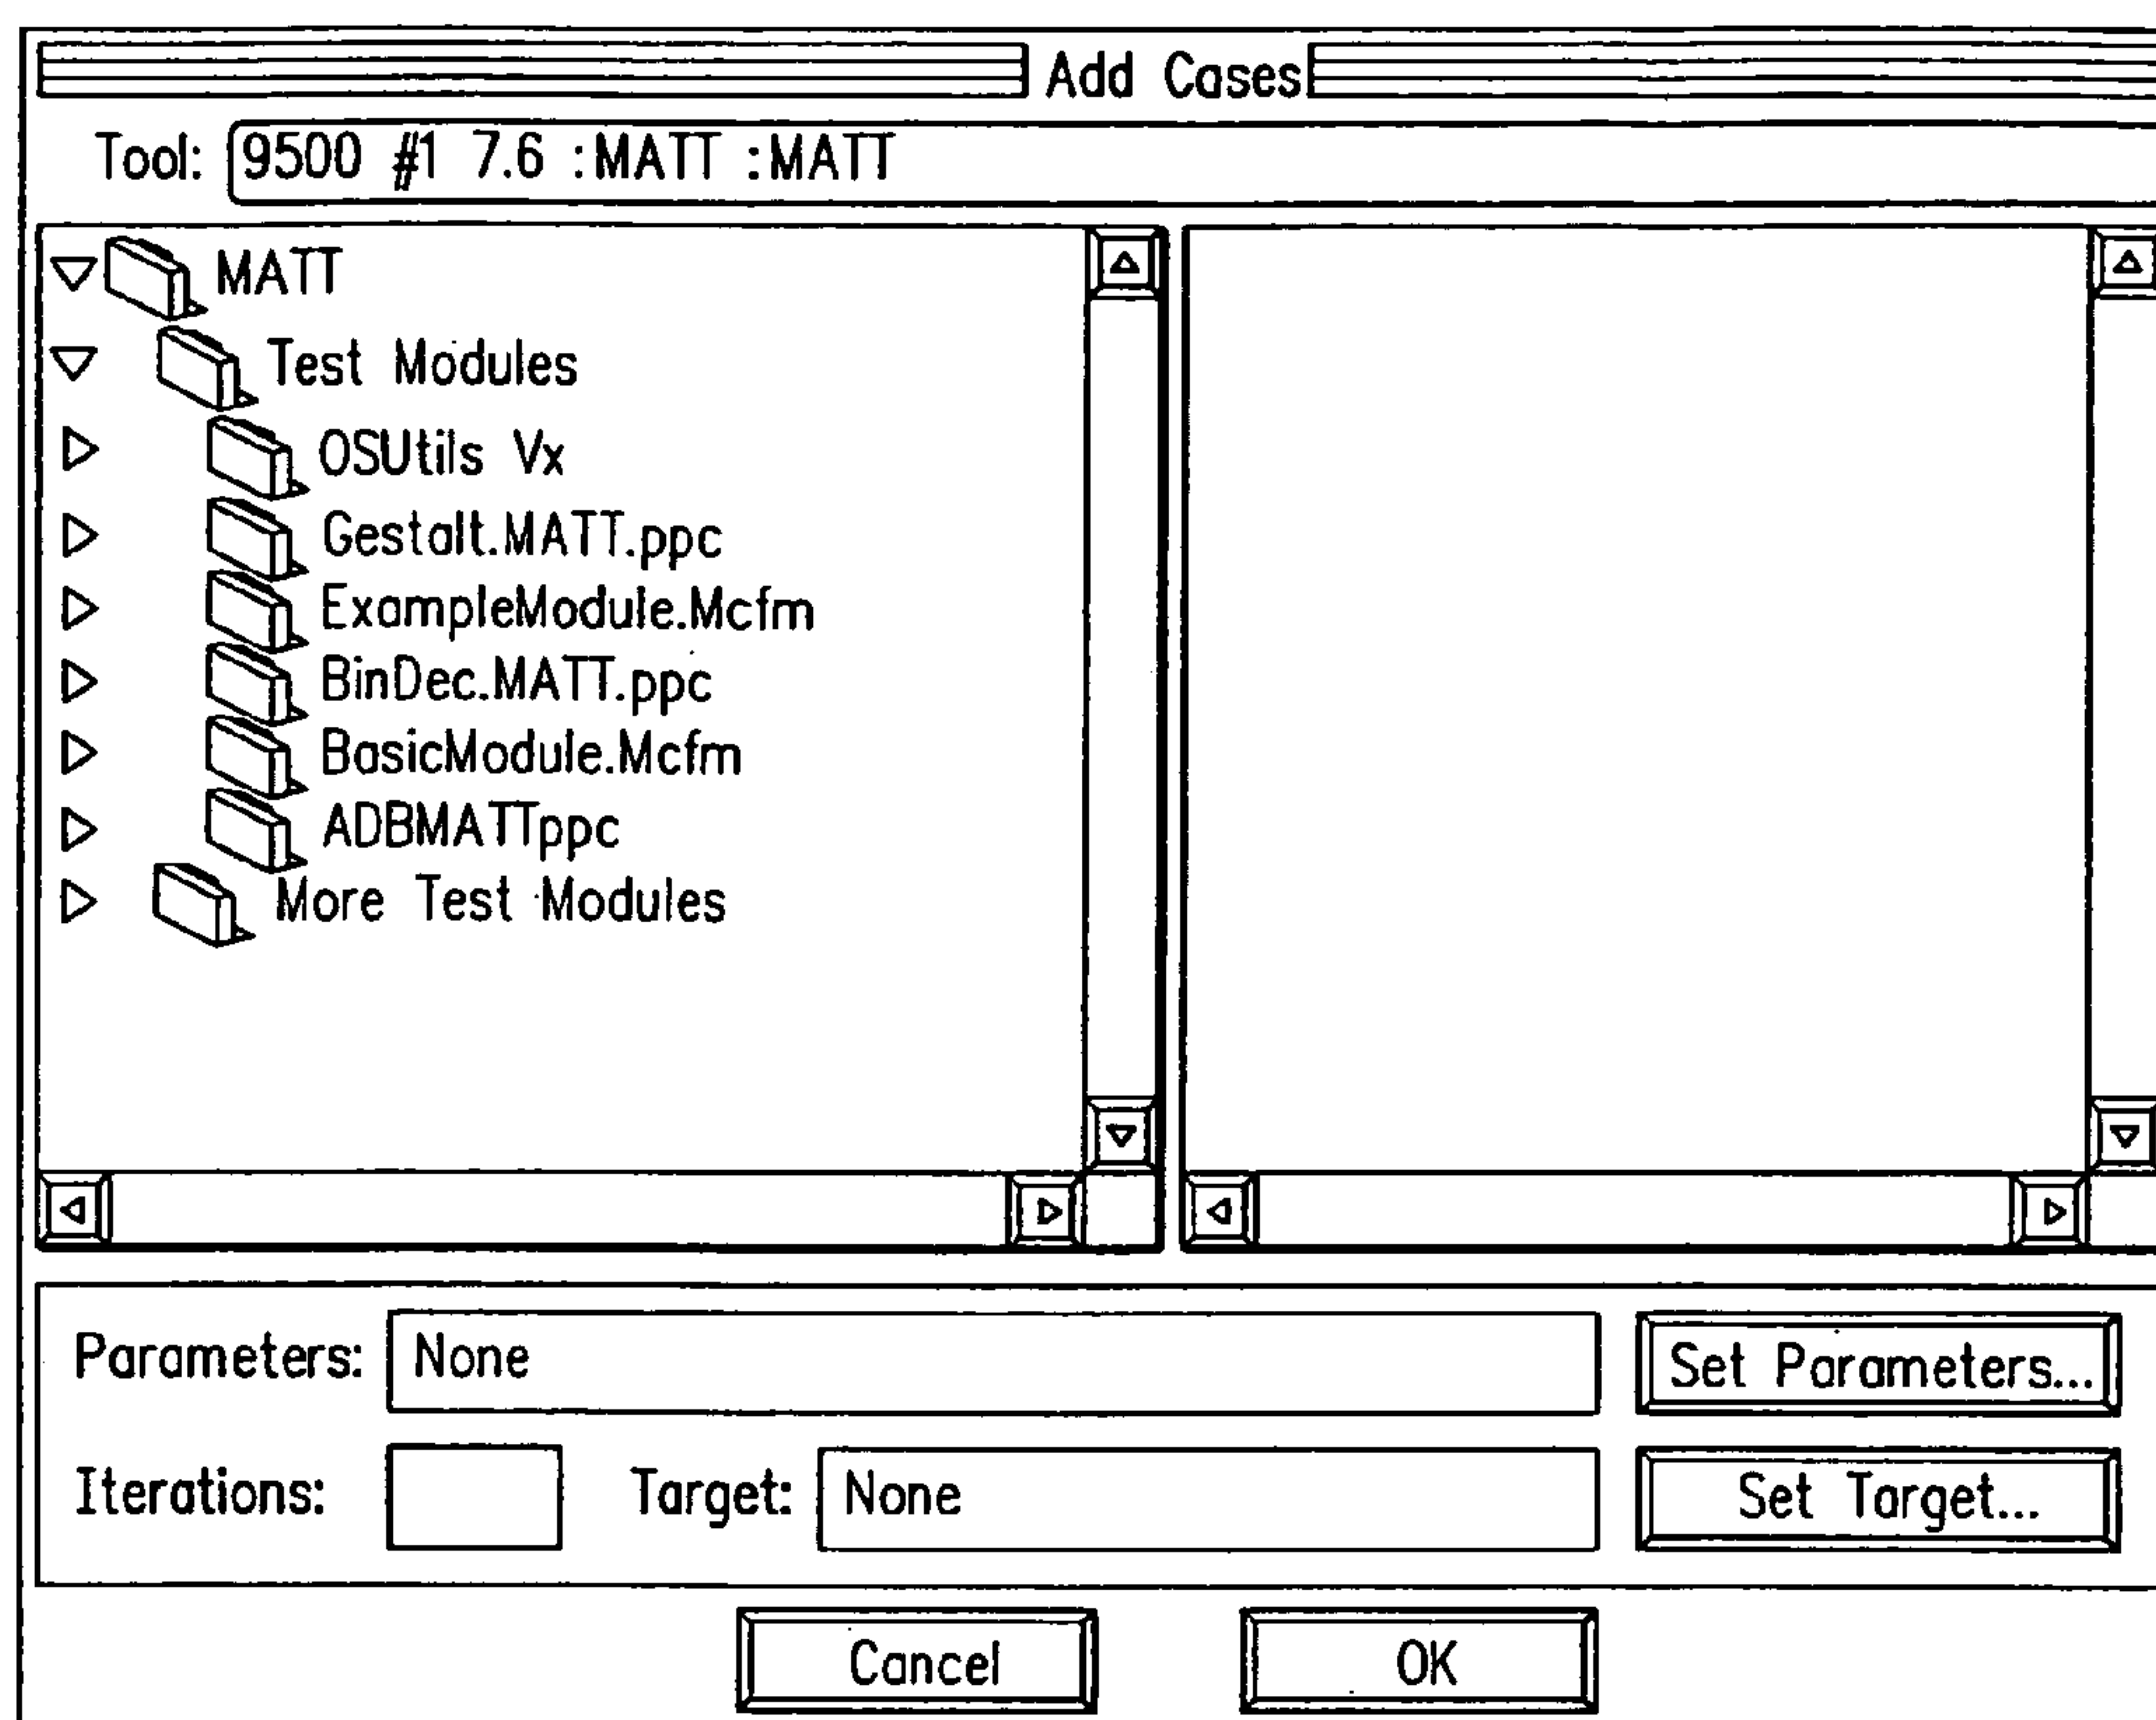 Add Cases
Tool: 9500 #1 7.6 :MATT :MATT
MATT
Test Modules
OSUtils Vx
Gestalt.MATT.ppc
ExampleModule.Mcfm
BinDec.MATT.ppc
BasicModule.Mcfm
ADBMATTppc
More Test Modules
Parameters: None Set Parameters...
Iterations: Target: None Set Target...
Cancel OK